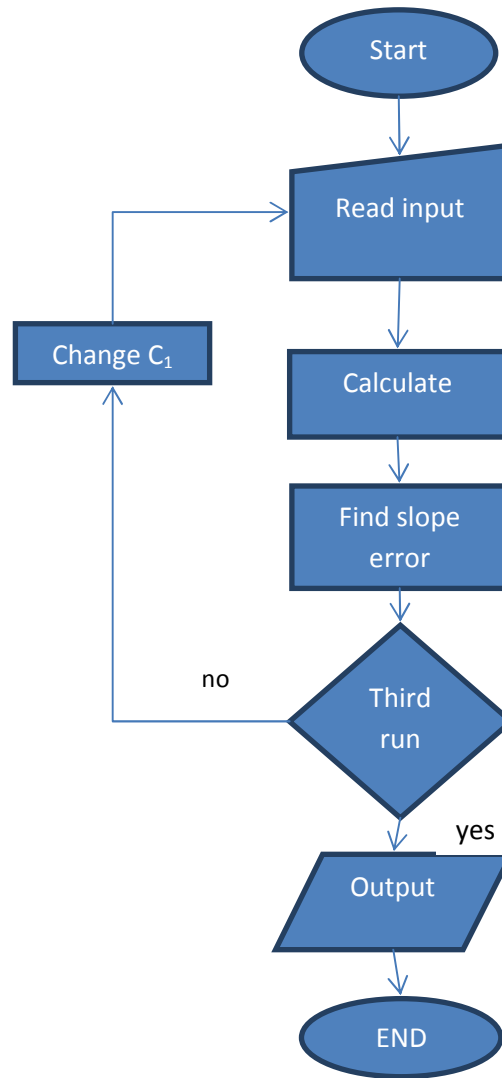 Start
Read input
Change C₁
Calculate
Find slope
error
no
Third
run
yes
Output
END